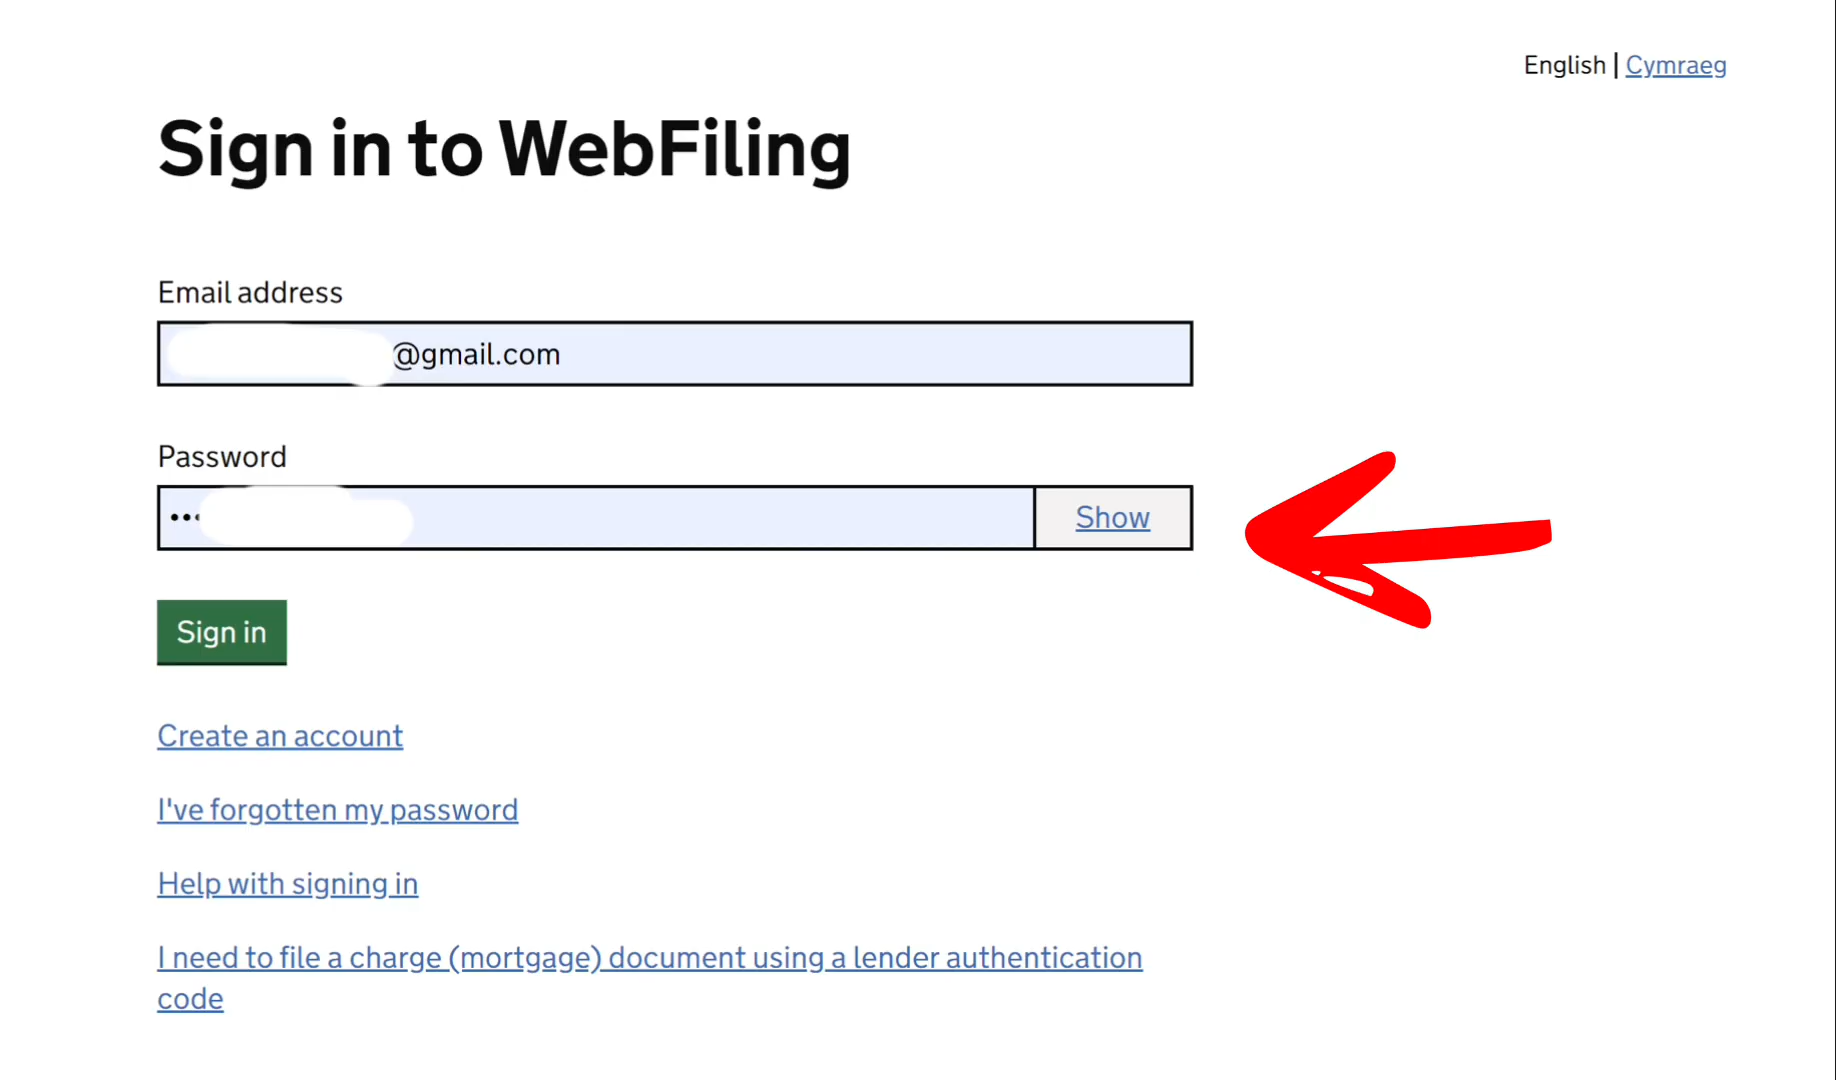 English | Cymraeg
Sign in to WebFiling
Email address
@gmail.com
Password
•••
Show
Sign in
Create an account
I've forgotten my password
Help with signing in
I need to file a charge (mortgage) document using a lender authentication
code